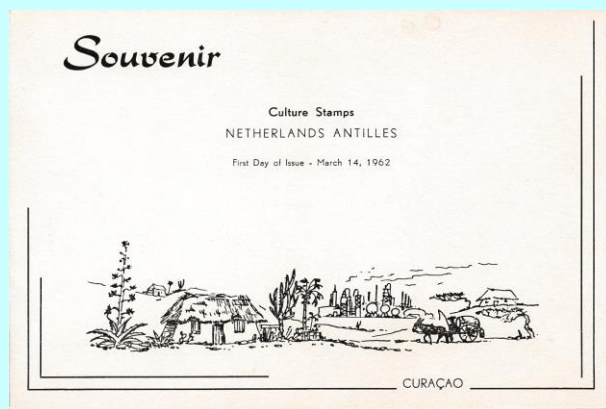 Souvenir
Culture Stamps
NETHERLANDS ANTILLES
First Day of Issue - March 14, 1962
CURAÇAO